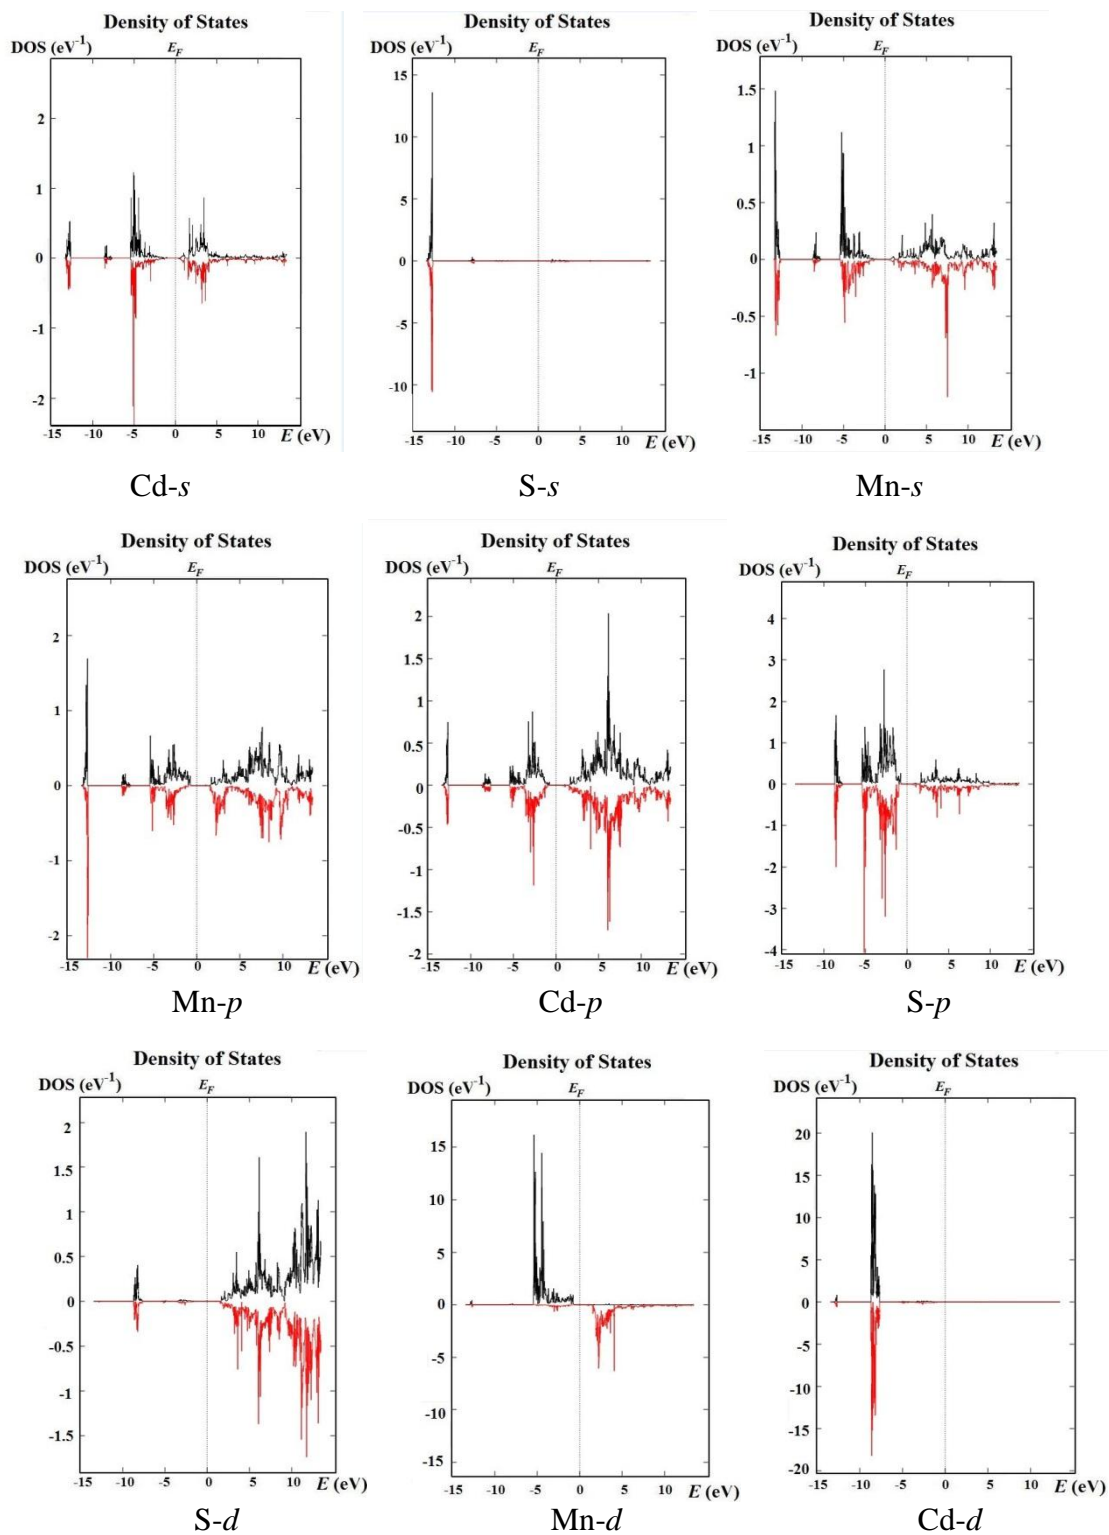 Density of States
DOS (eV-1) EF
2
1
0
-1
-2
-15 -10 -5 0 5 10 15
E (eV)
Cd-s
Density of States
DOS (eV-1) EF
15
10
5
0
-5
-10
-15 -10 -5 0 5 10 15
E (eV)
S-s
Density of States
DOS (eV-1) EF
1.5
1
0.5
0
-0.5
-1
-15 -10 -5 0 5 10 15
E (eV)
Mn-s
Density of States
DOS (eV-1) EF
2
1
0
-1
-2
-15 -10 -5 0 5 10 E (eV)
Mn-p
Density of States
DOS (eV-1) EF
2
1.5
1
0.5
0
-0.5
-1
-1.5
-2
-15 -10 -5 0 5 10 E (eV)
Cd-p
Density of States
DOS (eV-1) EF
4
3
2
1
0
-1
-2
-3
-4
-15 -10 -5 0 5 10 15
E (eV)
S-p
Density of States
DOS (eV-1) EF
2
1.5
1
0.5
0
-0.5
-1
-1.5
-15 -10 -5 0 5 10 15 E (eV)
S-d
Density of States
DOS (eV-1) EF
15
10
5
0
-5
-10
-15
-15 -10 -5 0 5 10 15 E (eV)
Mn-d
Density of States
DOS (eV-1) EF
20
15
10
5
0
-5
-10
-15
-20
-15 -10 -5 0 5 10 15 E (eV)
Cd-d